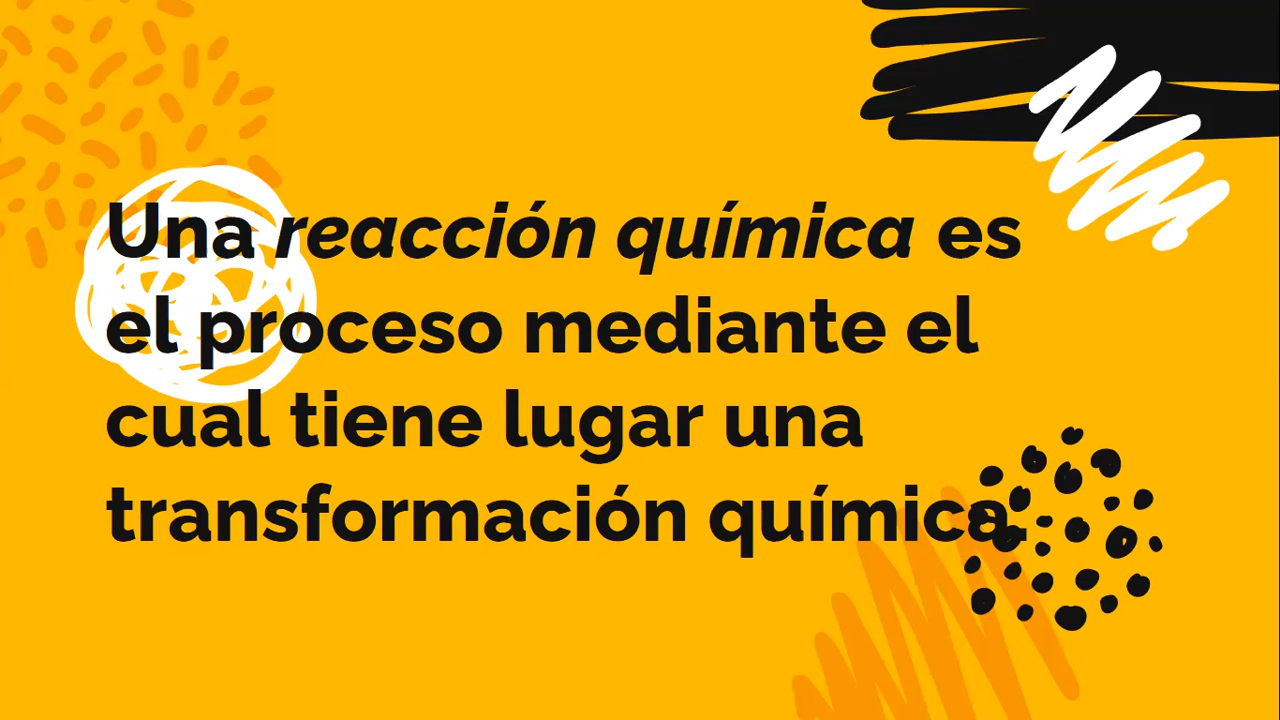 Una reacción química es
el proceso mediante el
cual tiene lugar una
transformación química.